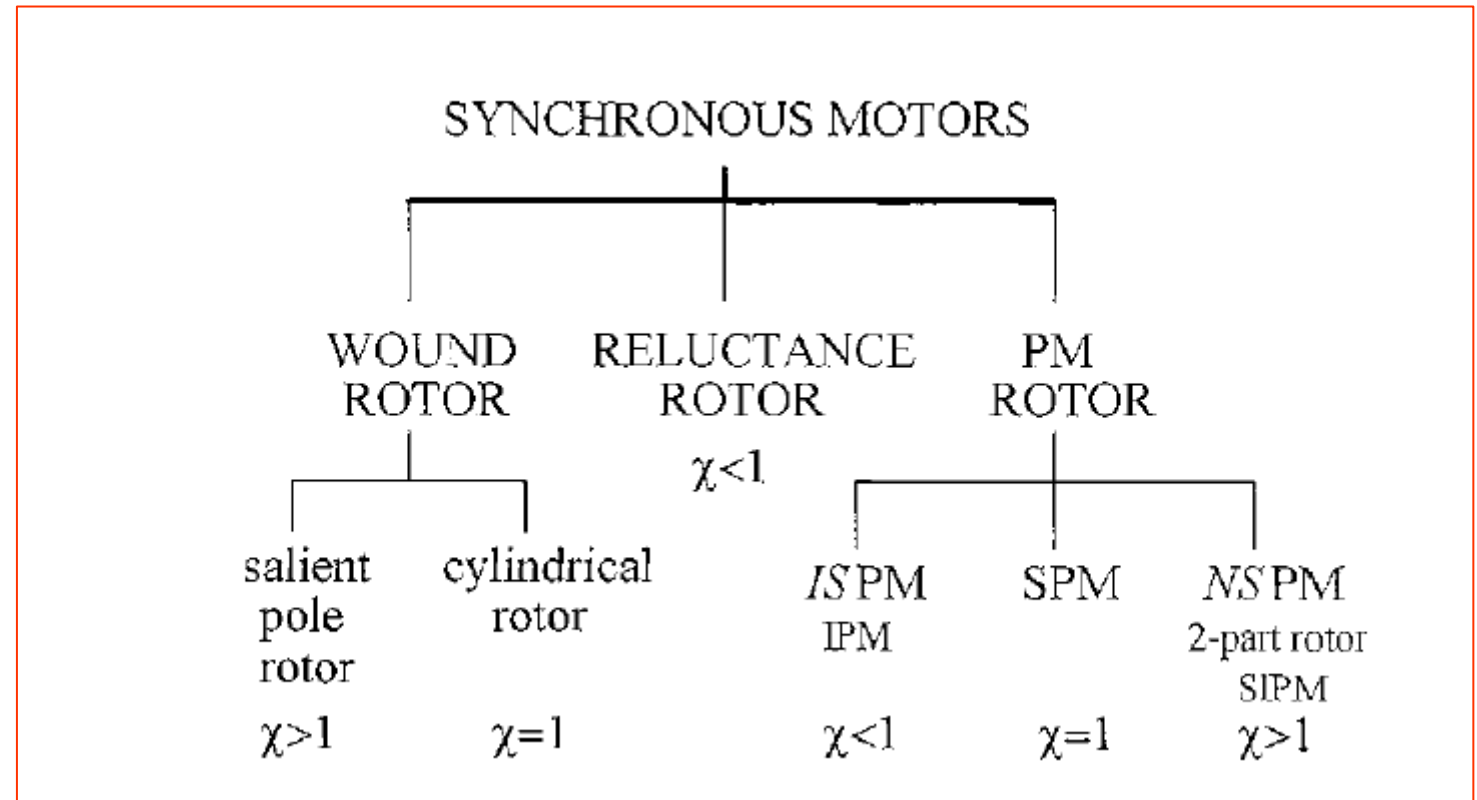 SYNCHRONOUS MOTORS
WOUND
ROTOR
RELUCTANCE
ROTOR
χ<1
PM
ROTOR
salient
pole
rotor
χ>1
cylindrical
rotor
χ=1
ISPM
IPM
χ<1
SPM
χ=1
NSPM
2-part rotor
SIPM
χ>1